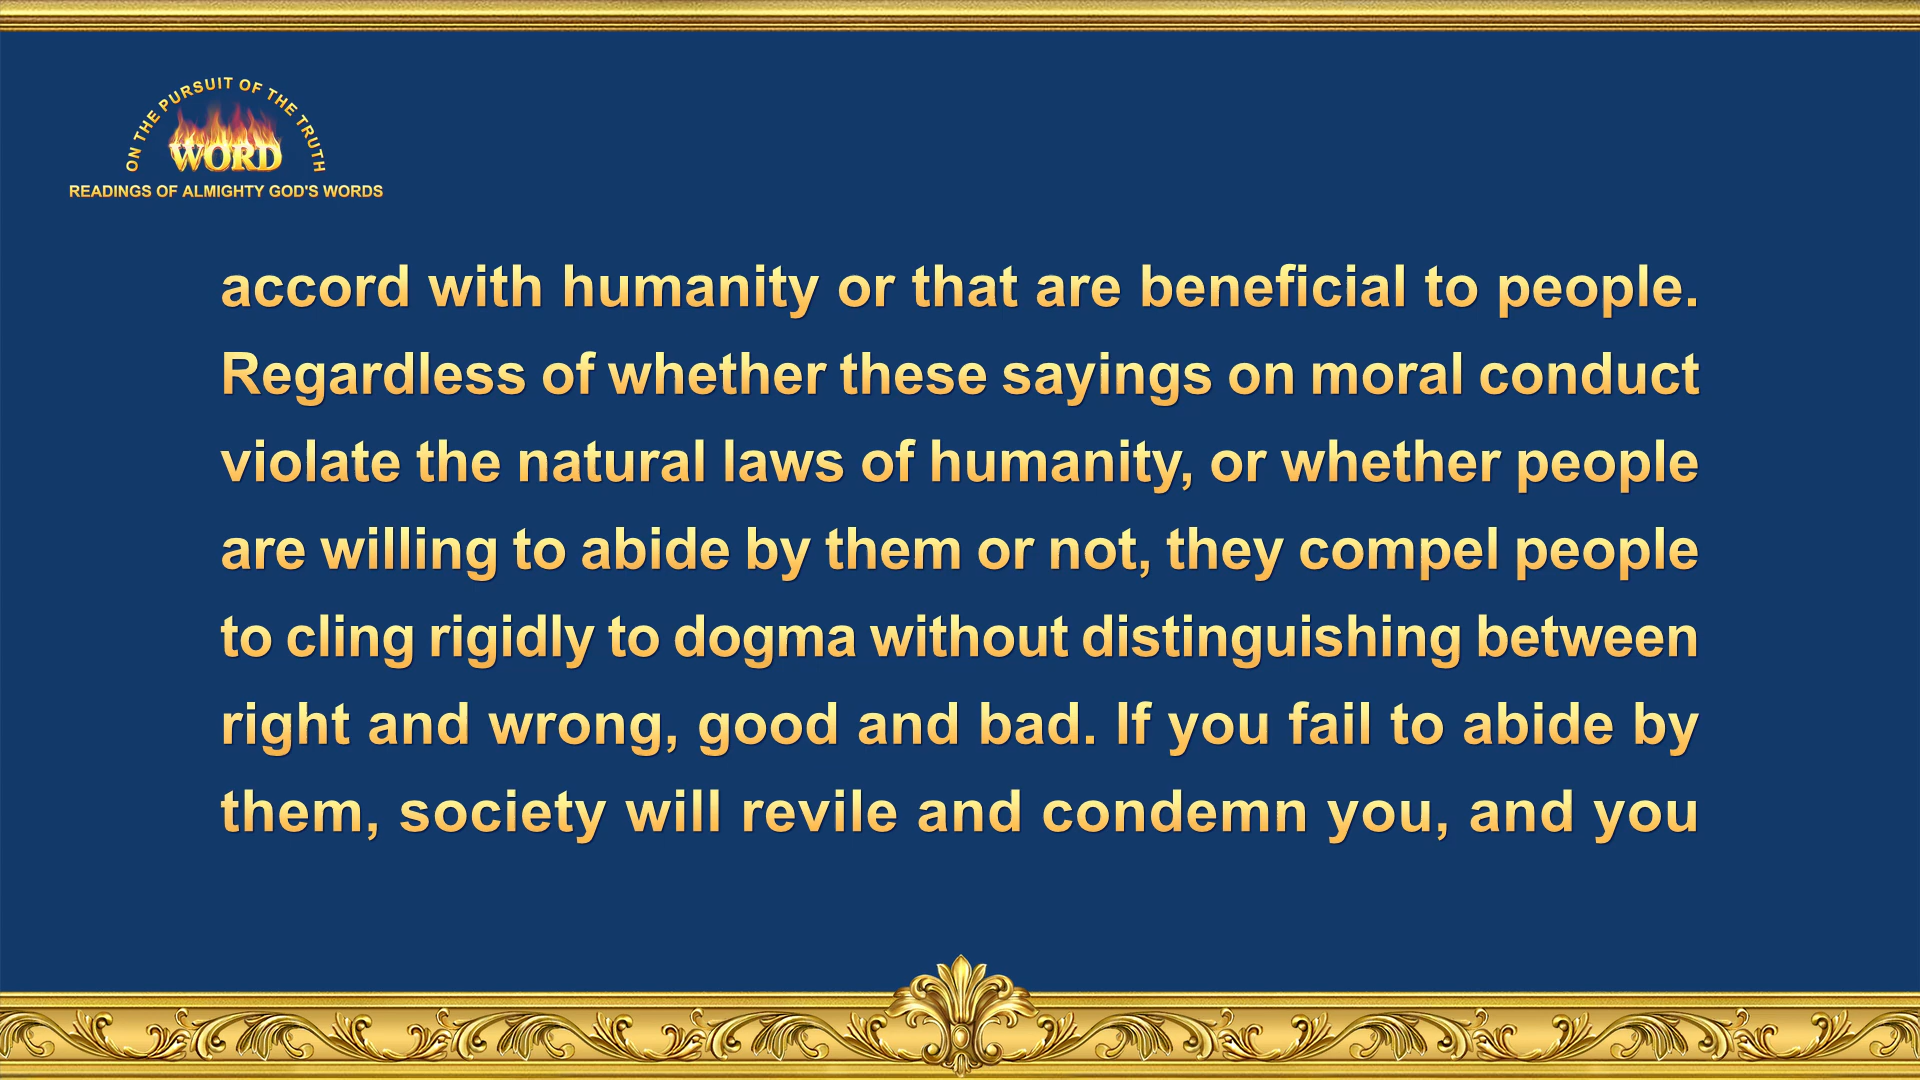 ON THE PURSUIT OF THE TRUTH
WORD
READINGS OF ALMIGHTY GOD'S WORDS
accord with humanity or that are beneficial to people.
Regardless of whether these sayings on moral conduct
violate the natural laws of humanity, or whether people
are willing to abide by them or not, they compel people
to cling rigidly to dogma without distinguishing between
right and wrong, good and bad. If you fail to abide by
them, society will revile and condemn you, and you